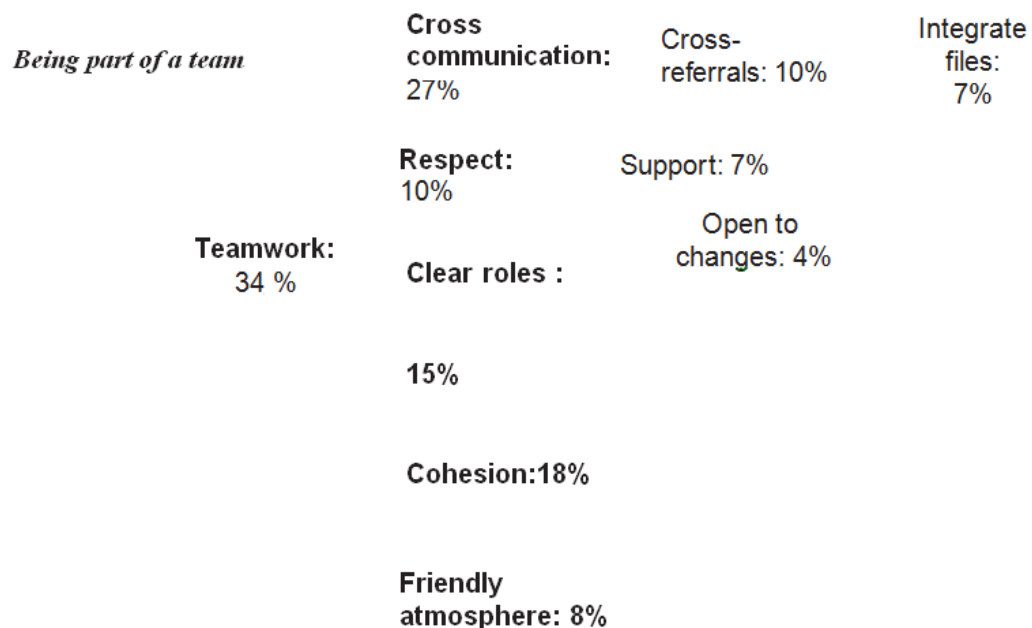 Being part of a team
Cross
communication:
27%
Cross-
referrals: 10%
Integrate
files:
7%
Respect:
10%
Support: 7%
Open to
changes: 4%
Teamwork:
34 %
Clear roles :
15%
Cohesion:18%
Friendly
atmosphere: 8%